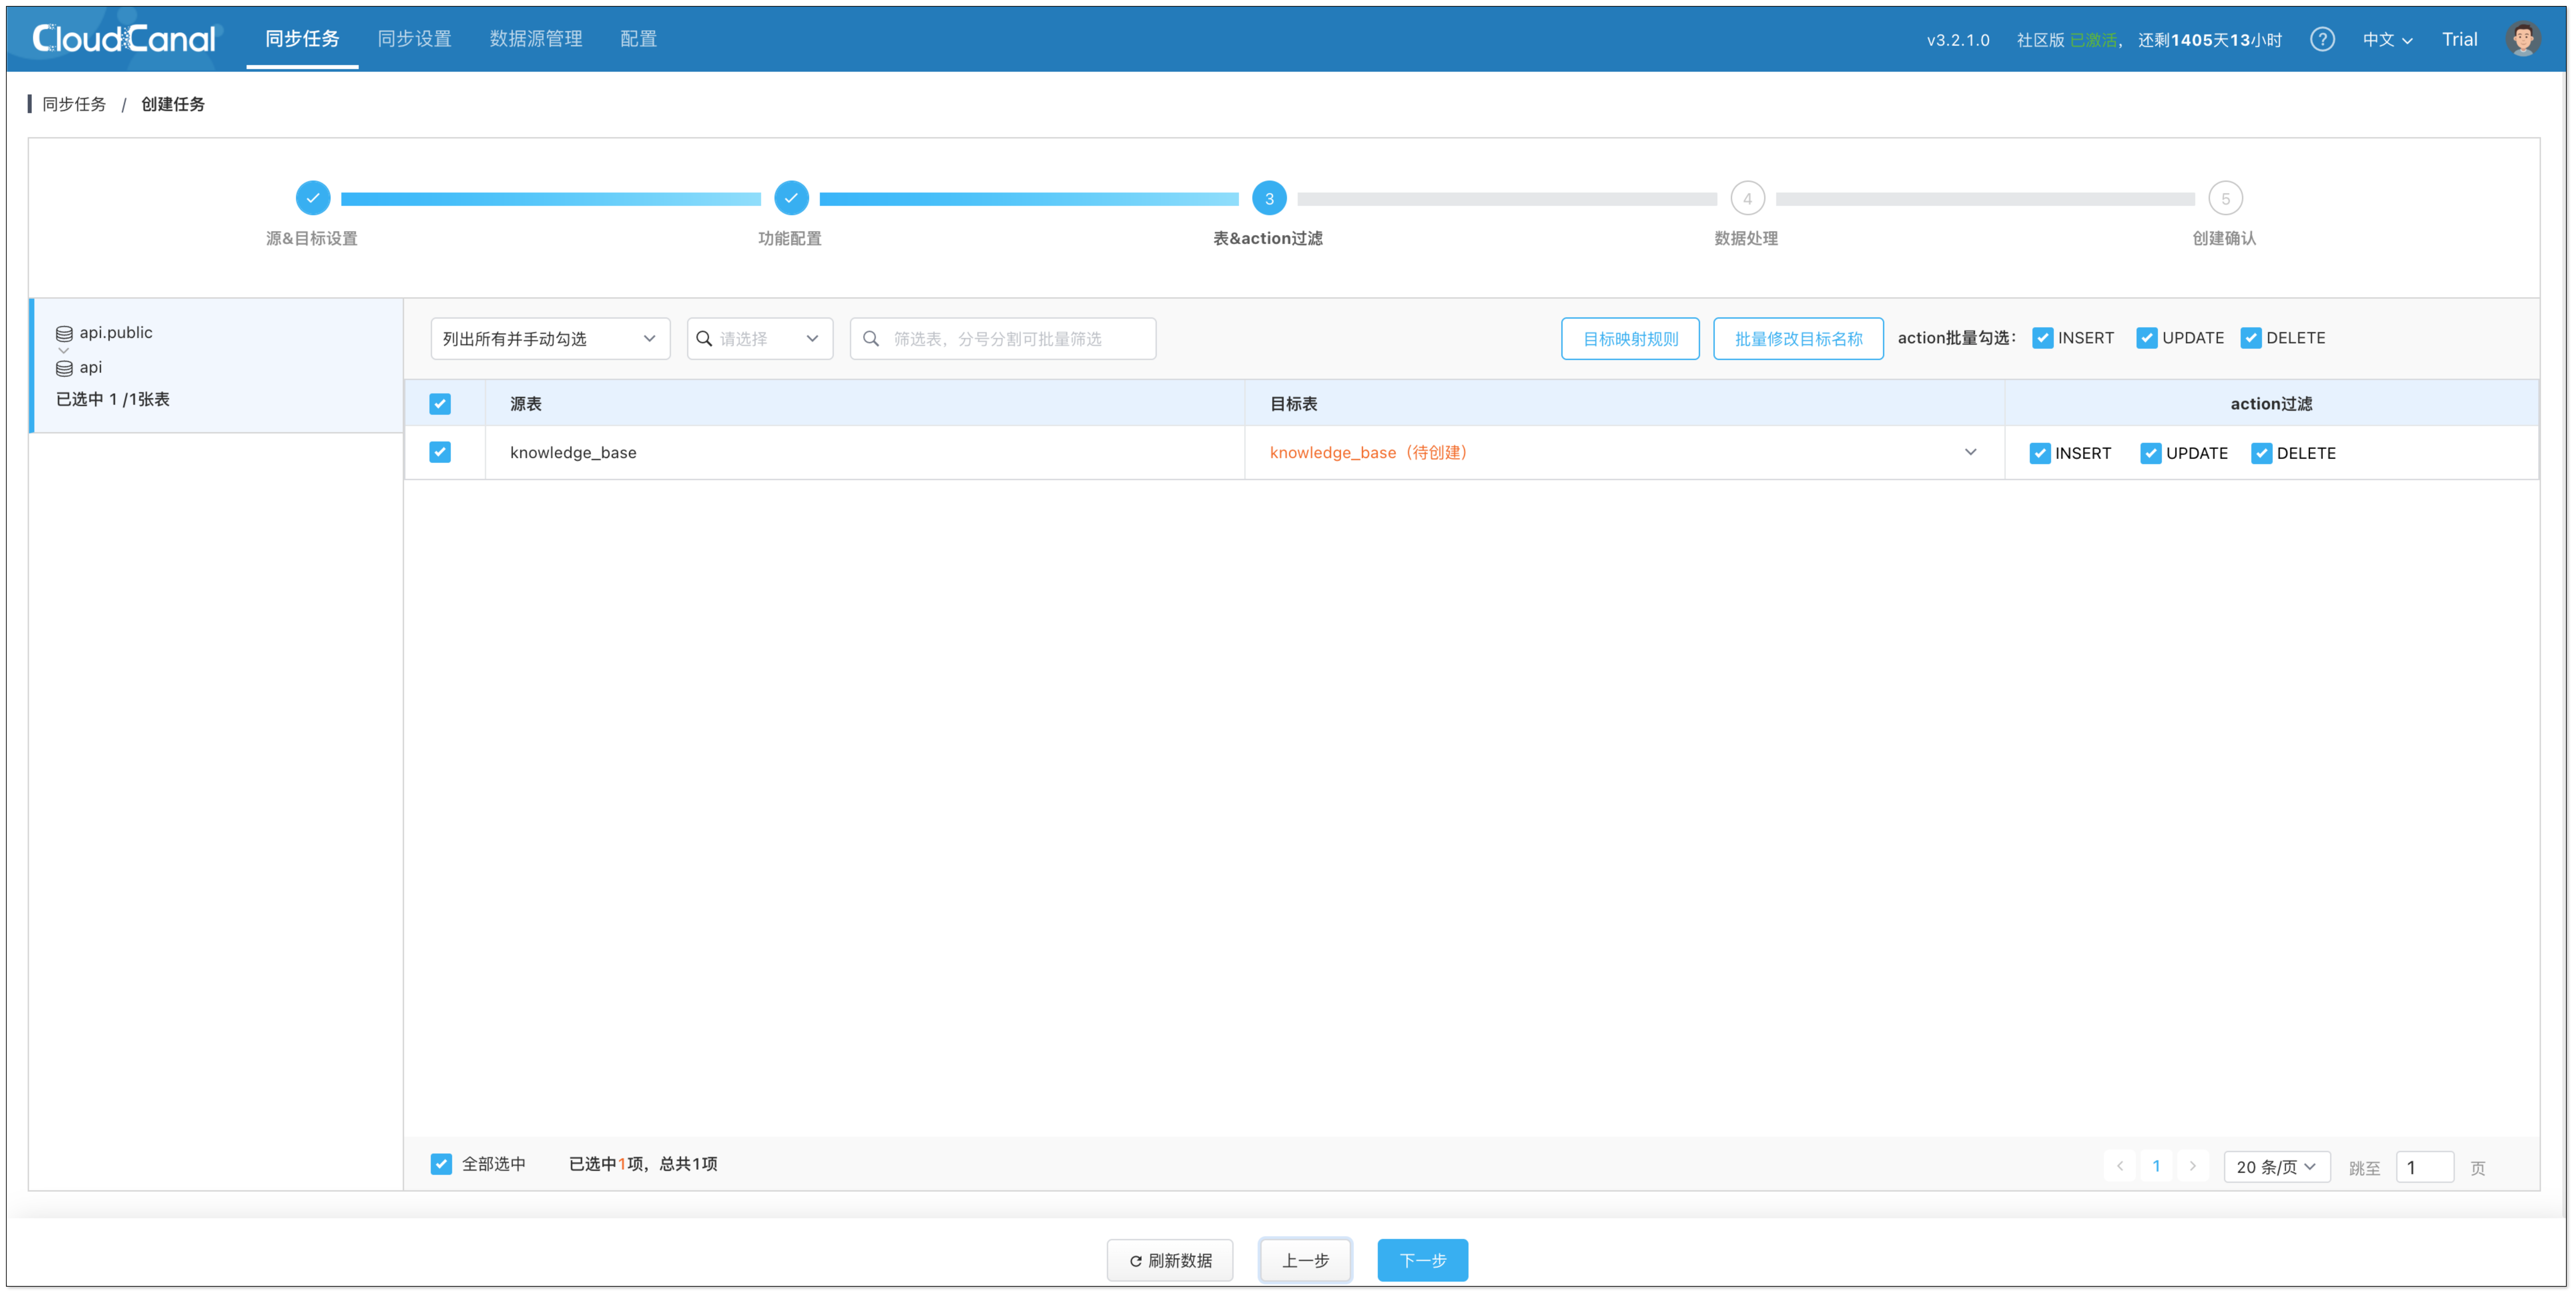 CloudCanal 同步任务 同步设置 数据源管理 配置 v3.2.1.0 社区版 已激活， 还剩1405天13小时 ? 中文 Trial
同步任务 / 创建任务
3 4 5
源&目标设置 功能配置 表&action过滤 数据处理 创建确认
api.public
api
已选中 1 /1张表
列出所有并手动勾选 请选择 筛选表，分号分割可批量筛选 目标映射规则 批量修改目标名称 action批量勾选： INSERT UPDATE DELETE
源表 目标表 action过滤
knowledge_base knowledge_base（待创建） INSERT UPDATE DELETE
全部选中 已选中1项，总共1项 < 1 > 20 条/页 跳至 1 页
刷新数据 上一步 下一步